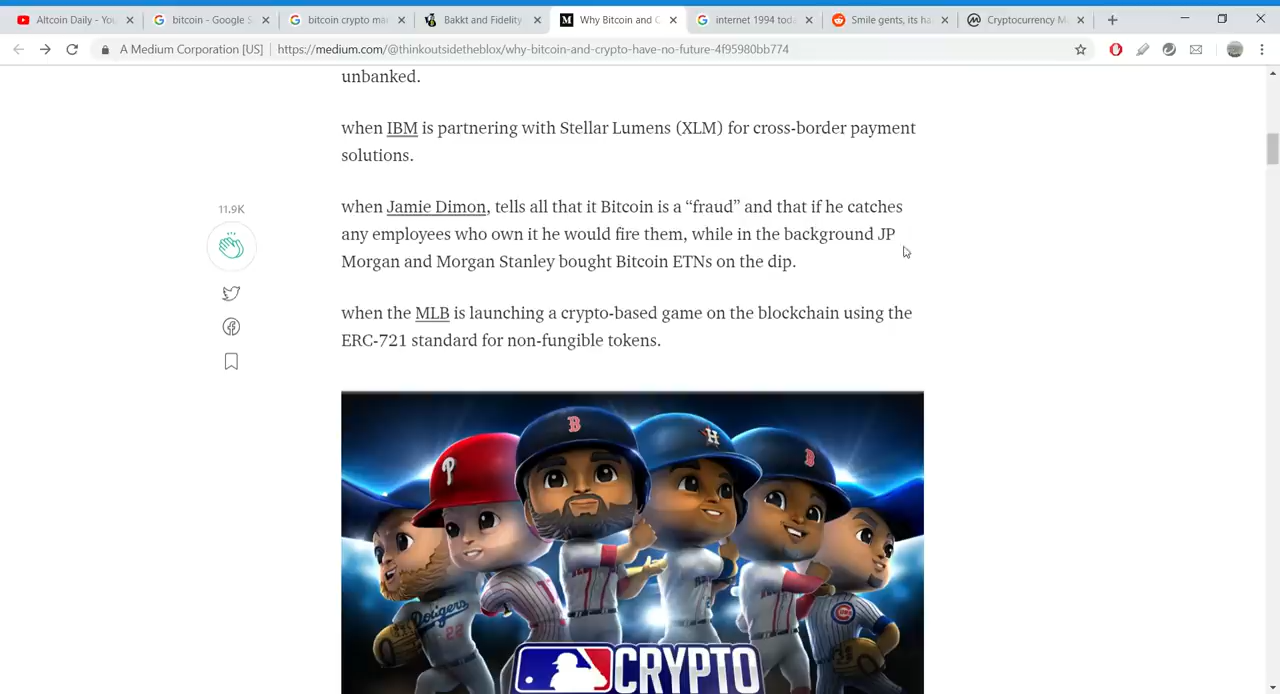 Altcoin Daily - You
bitcoin - Google S
bitcoin crypto ma
Bakkt and Fidelity
Why Bitcoin and C
internet 1994 toda
Smile gents, its ha
Cryptocurrency M
A Medium Corporation [US] | https://medium.com/@thinkoutsidetheblox/why-bitcoin-and-crypto-have-no-future-4f95980bb774
unbanked.
when IBM is partnering with Stellar Lumens (XLM) for cross-border payment
solutions.
11.9K
when Jamie Dimon, tells all that it Bitcoin is a “fraud” and that if he catches
any employees who own it he would fire them, while in the background JP
Morgan and Morgan Stanley bought Bitcoin ETNs on the dip.
when the MLB is launching a crypto-based game on the blockchain using the
ERC-721 standard for non-fungible tokens.
P
B
H
B
Dodgers
22
CRYPTO